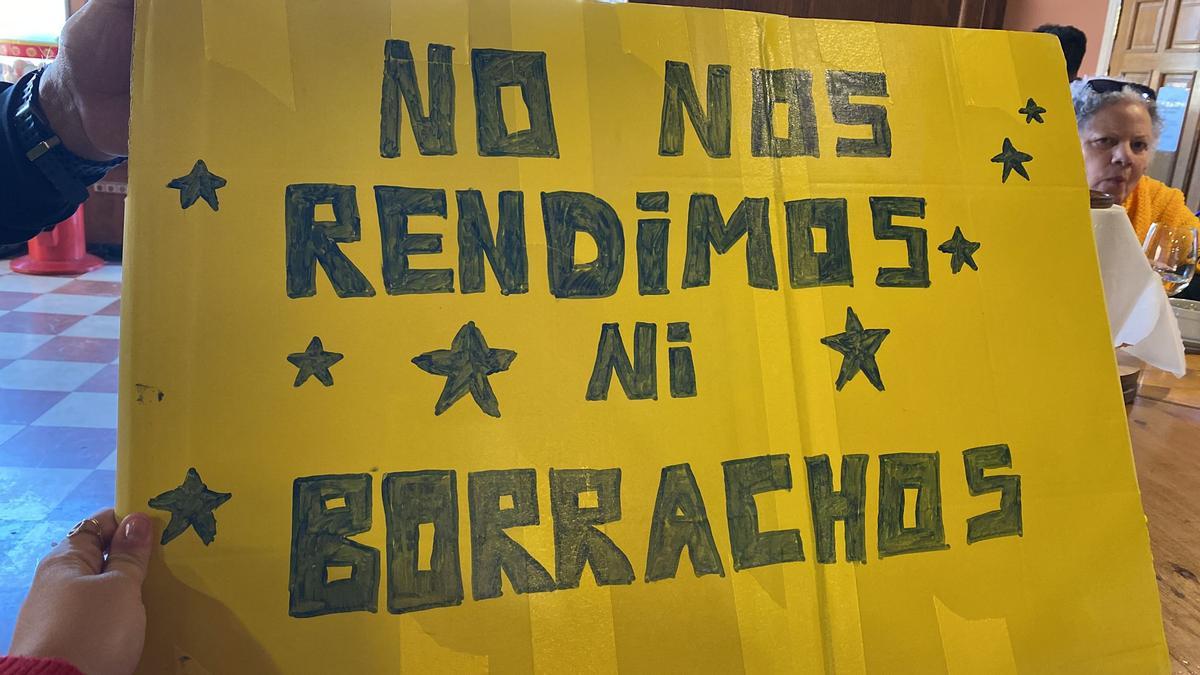 NO NOS
RENDiMOS
Ni
BORRACHOS